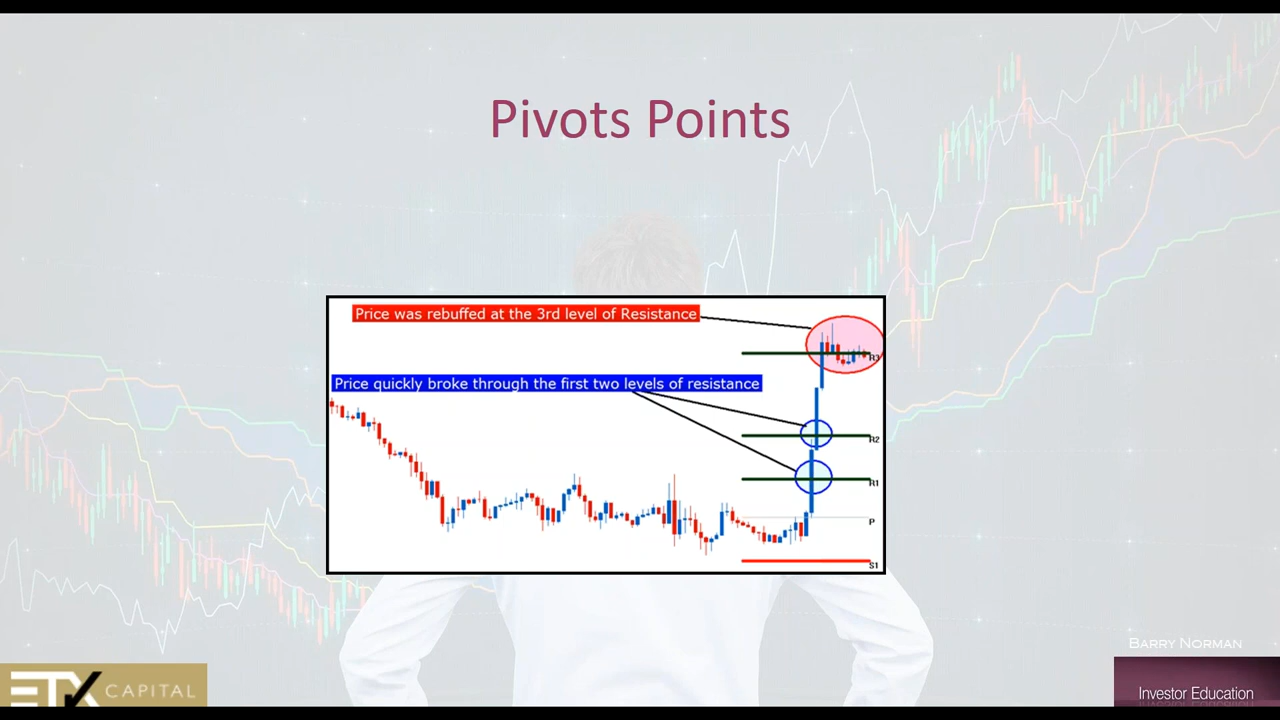 Pivots Points
Price was rebuffed at the 3rd level of Resistance
R3
Price quickly broke through the first two levels of resistance
R2
R1
P
S1
Barry Norman
ETX CAPITAL
Investor Education